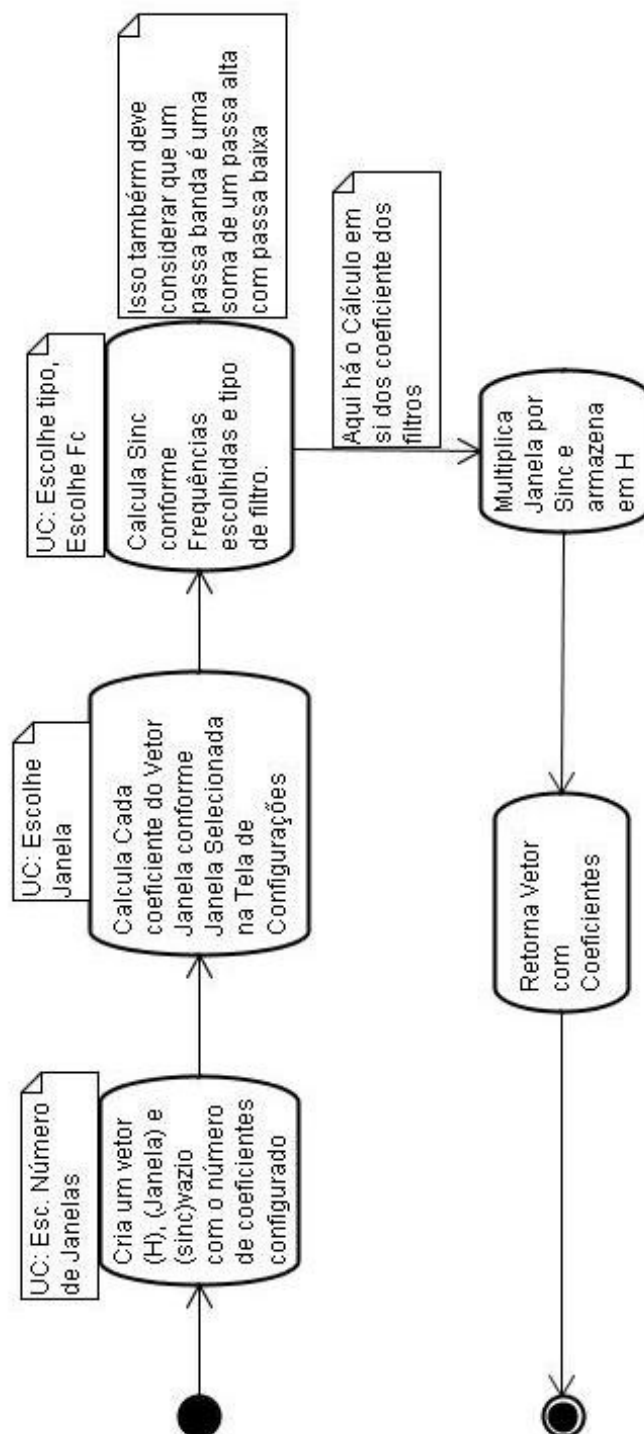 UC: Esc. Número
de Janelas
Cria um vetor
(H), (Janela) e
(sinc)vazio
com o número
de coeficientes
configurado
UC: Escolhe
Janela
Calcula Cada
coeficiente do Vetor
Janela conforme
Janela Selecionada
na Tela de
Configurações
UC: Escolhe tipo,
Escolhe Fc
Calcula Sinc
conforme
Frequências
escolhidas e tipo
de filtro.
Isso tambérm deve
considerar que um
passa banda é uma
soma de um passa alta
com passa baixa
Aqui há o Cálculo em
si dos coeficiente dos
filtros
Multiplica
Janela por
Sinc e
armazena
em H
Retorna Vetor
com
Coeficientes